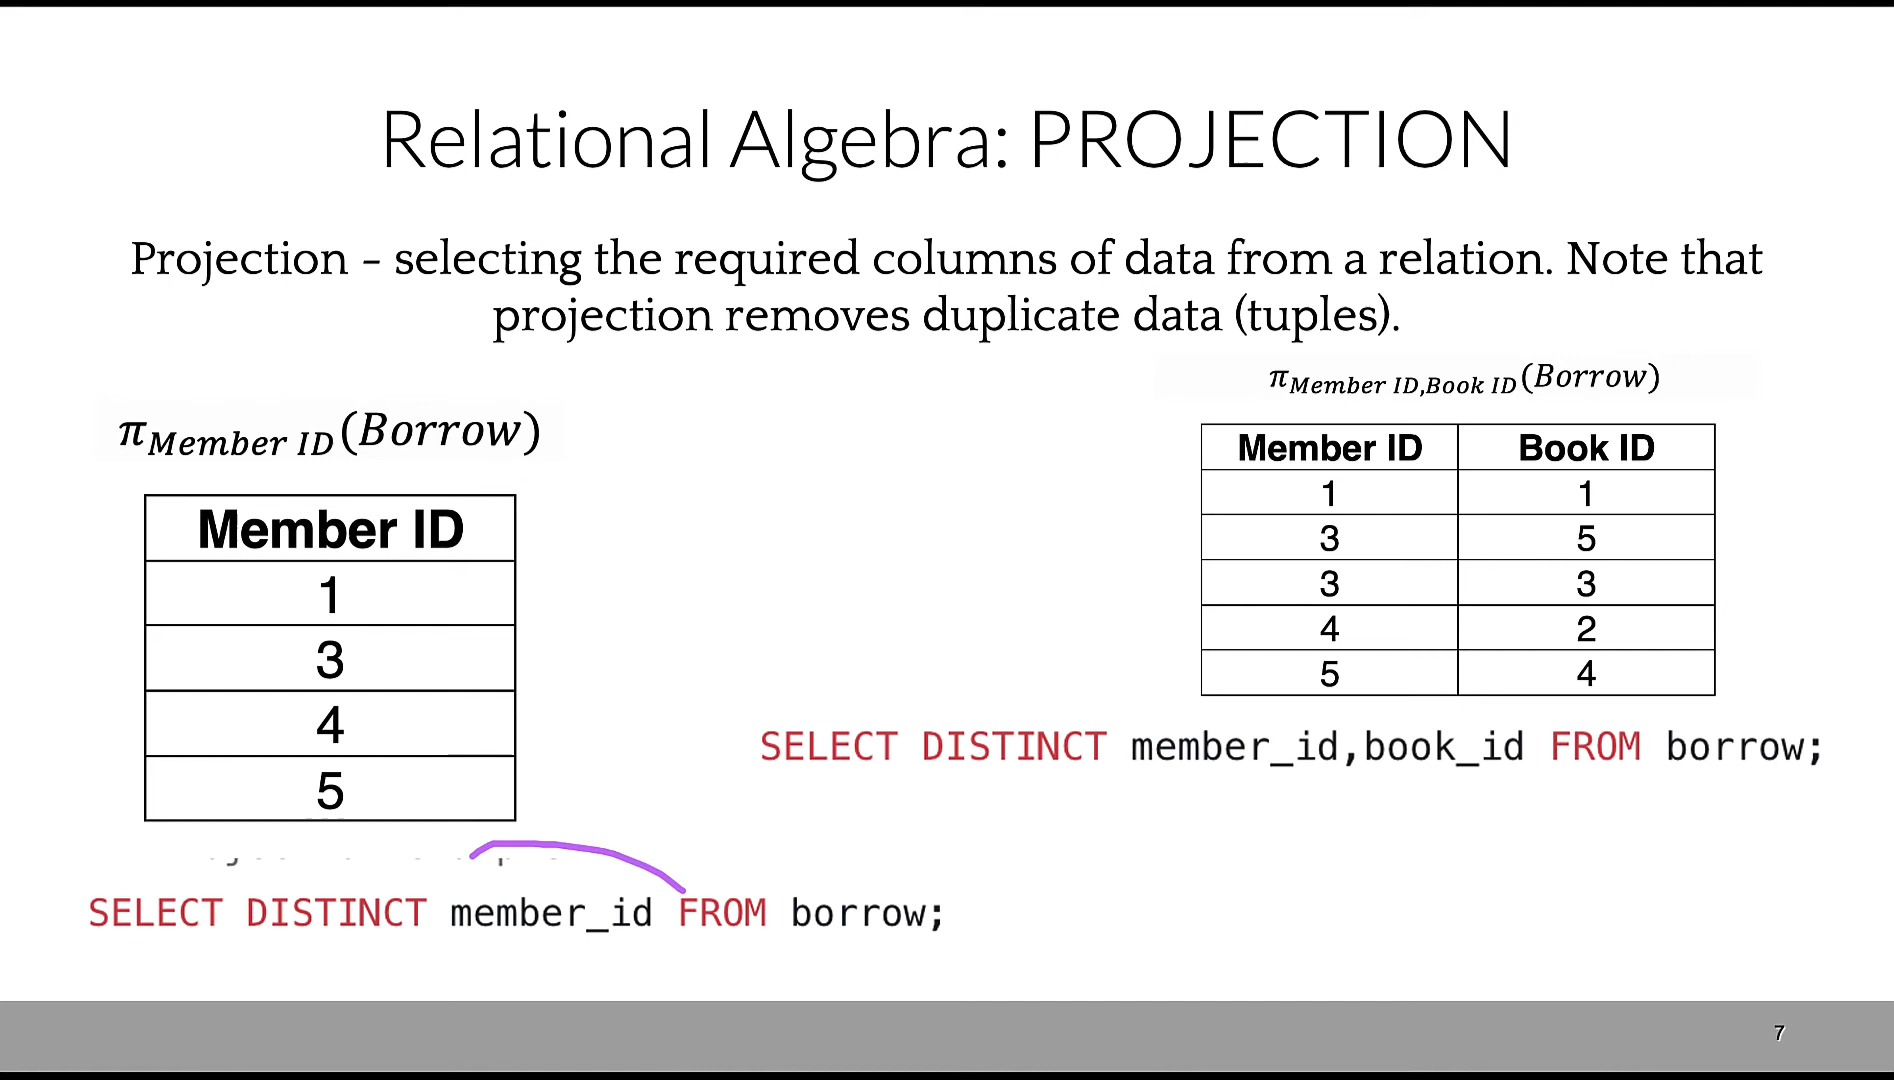 Relational Algebra: PROJECTION
Projection - selecting the required columns of data from a relation. Note that
projection removes duplicate data (tuples).
π Member ID (Borrow)
Member ID
1
3
4
5
SELECT DISTINCT member_id FROM borrow;
π Member ID,Book ID (Borrow)
Member ID Book ID
1 1
3 5
3 3
4 2
5 4
SELECT DISTINCT member_id,book_id FROM borrow;
7